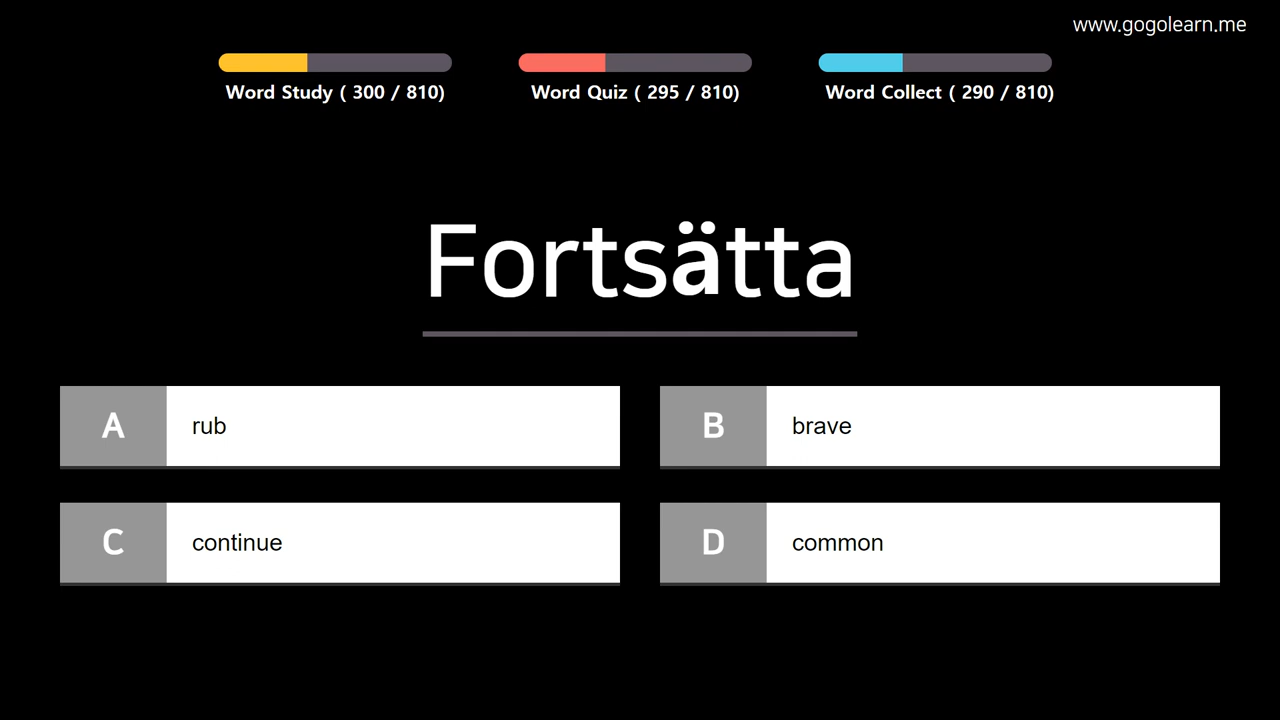 www.gogolearn.me
Word Study ( 300 / 810)
Word Quiz ( 295 / 810)
Word Collect ( 290 / 810)
Fortsätta
A rub
B brave
C continue
D common